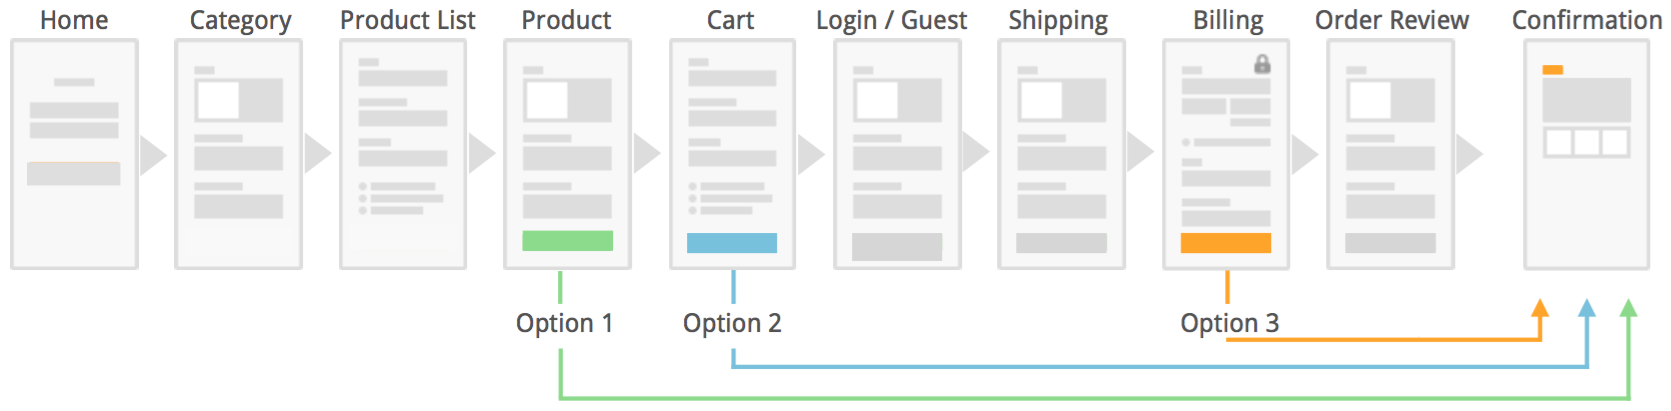 Home
Category
Product List
Product
Cart
Login / Guest
Shipping
Billing
Order Review
Confirmation
Option 1
Option 2
Option 3